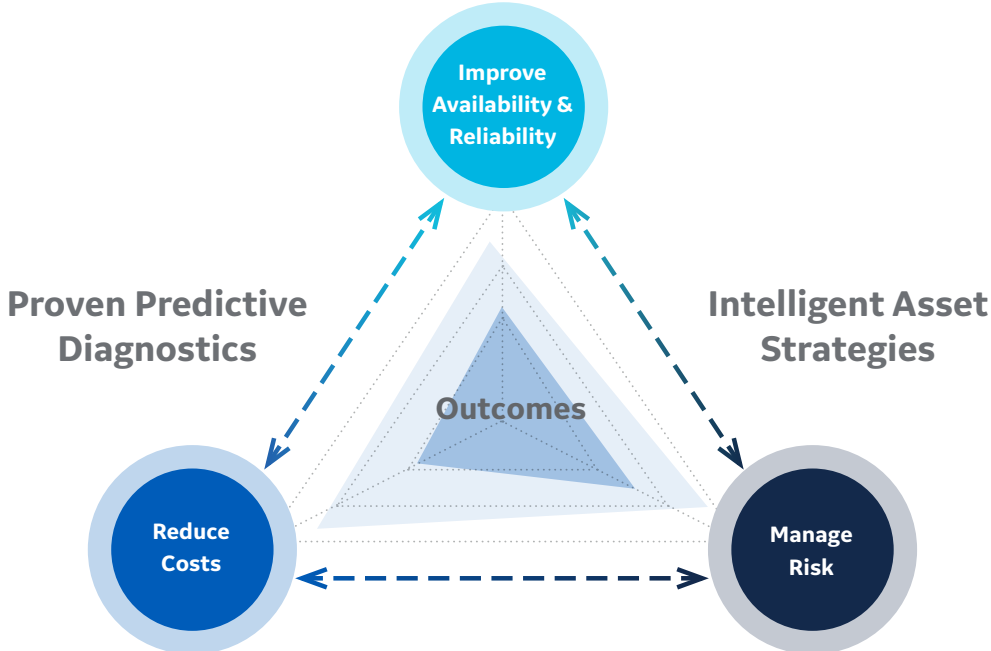 Improve
Availability &
Reliability
Proven Predictive
Diagnostics
Intelligent Asset
Strategies
Outcomes
Reduce
Costs
Manage
Risk